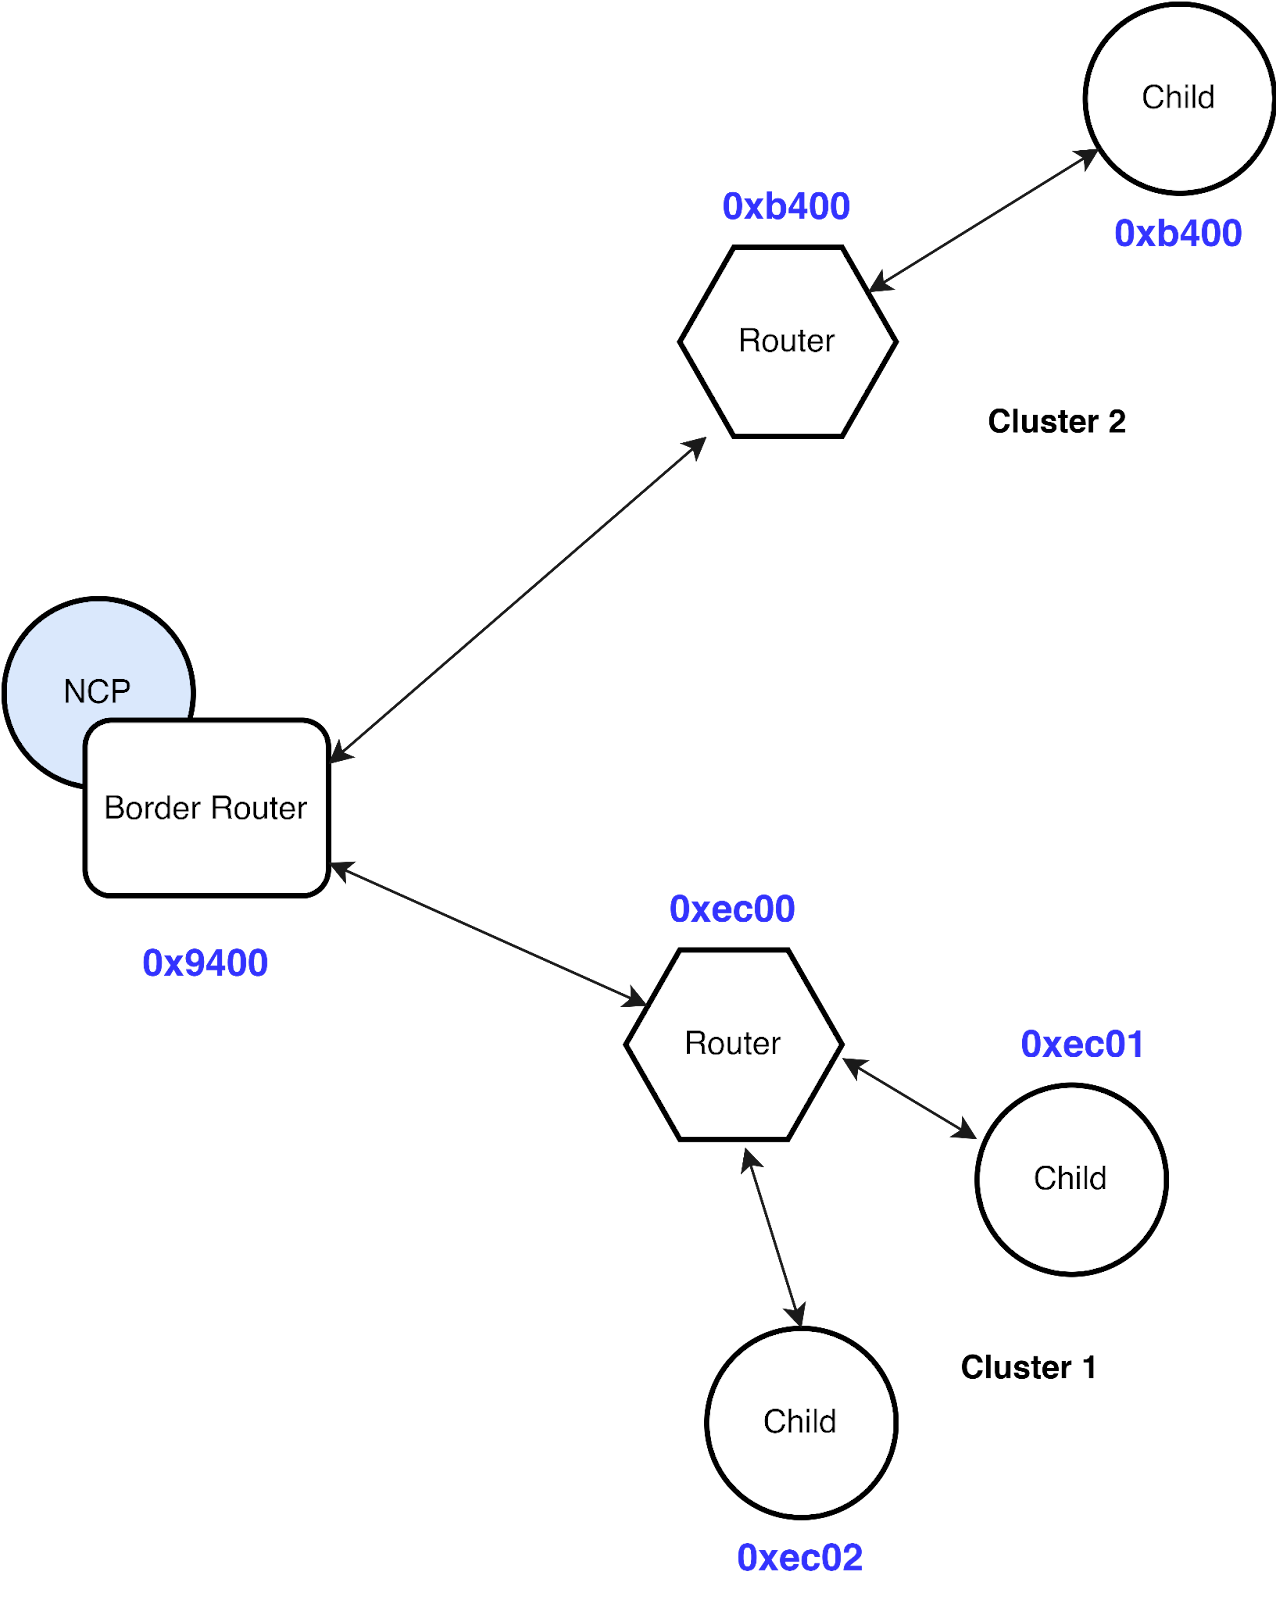 Child
0xb400
0xb400
Router
Cluster 2
NCP
Border Router
0xec00
0x9400
Router
0xec01
Child
Cluster 1
Child
0xec02